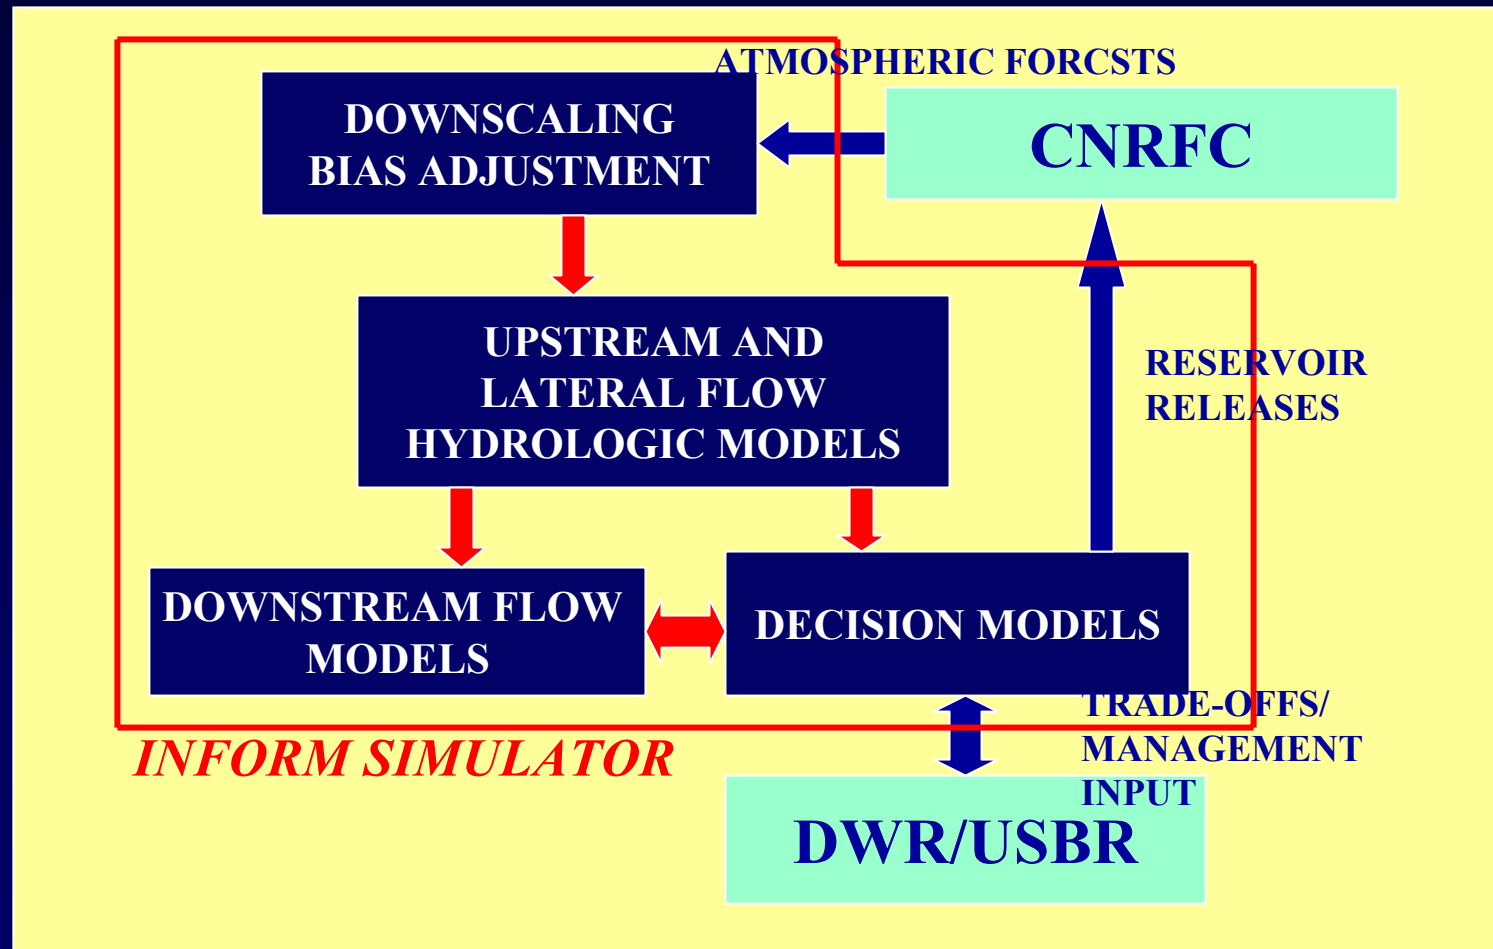 ATMOSPHERIC FORCSTS
DOWNSCALING
BIAS ADJUSTMENT
CNRFC
UPSTREAM AND
LATERAL FLOW
HYDROLOGIC MODELS
RESERVOIR
RELEASES
DOWNSTREAM FLOW
MODELS
DECISION MODELS
TRADE-OFFS/
MANAGEMENT
INPUT
INFORM SIMULATOR
DWR/USBR